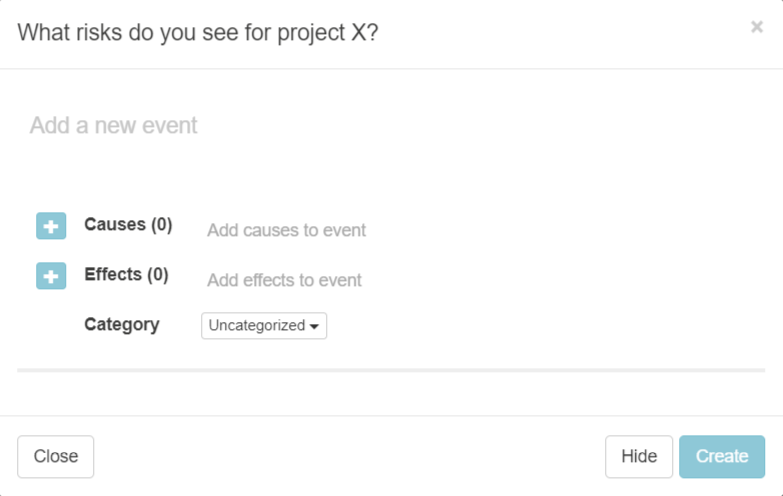 What risks do you see for project X?
×
Add a new event
Causes (0) Add causes to event
Effects (0) Add effects to event
Category Uncategorized
Close Hide Create